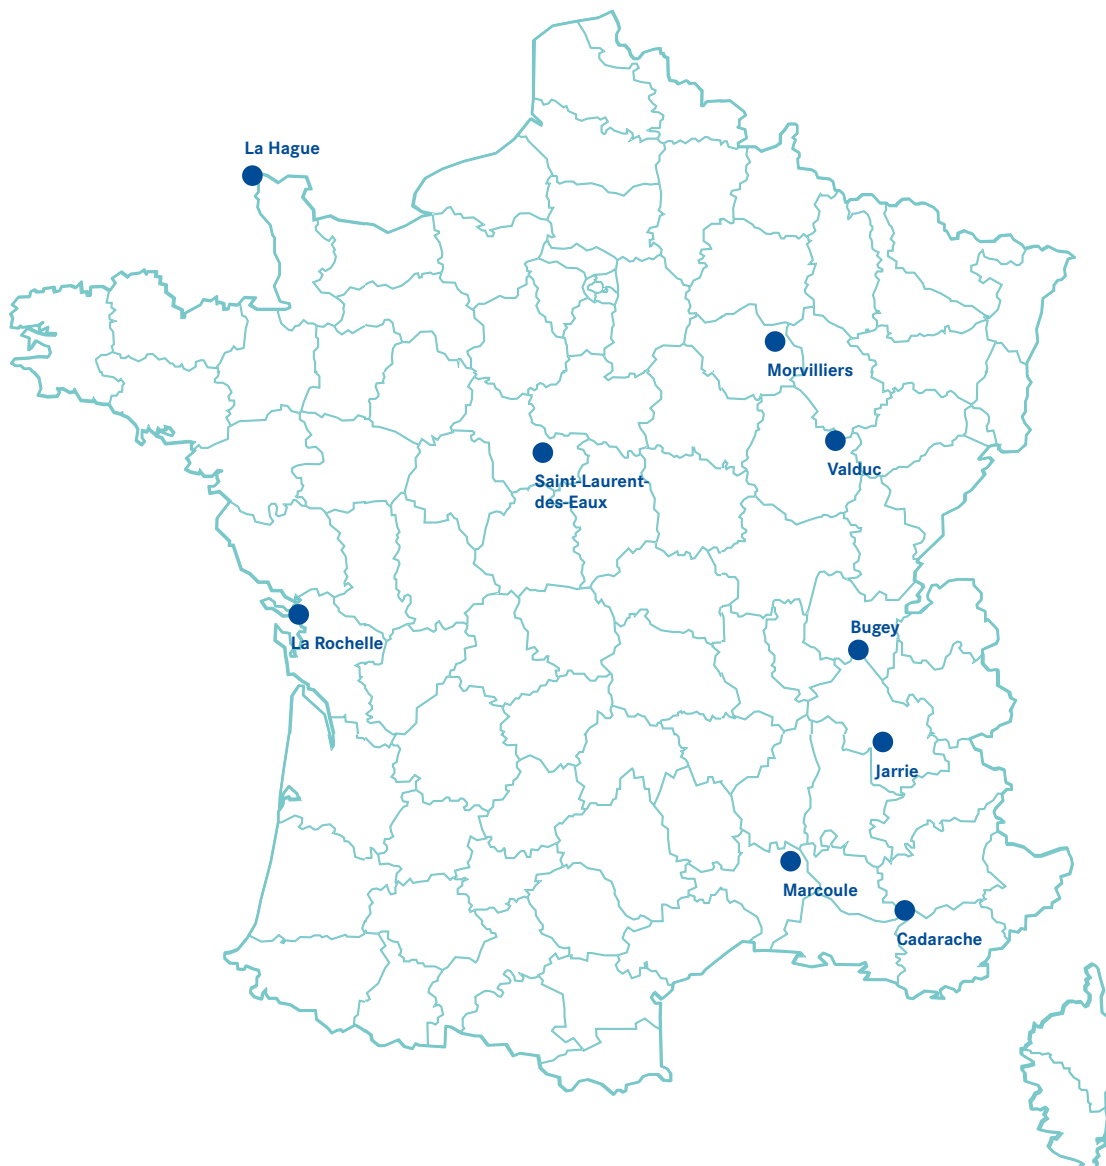 La Hague
Morvilliers
Valduc
Saint-Laurent-
des-Eaux
La Rochelle
Bugey
Jarrie
Marcoule
Cadarache